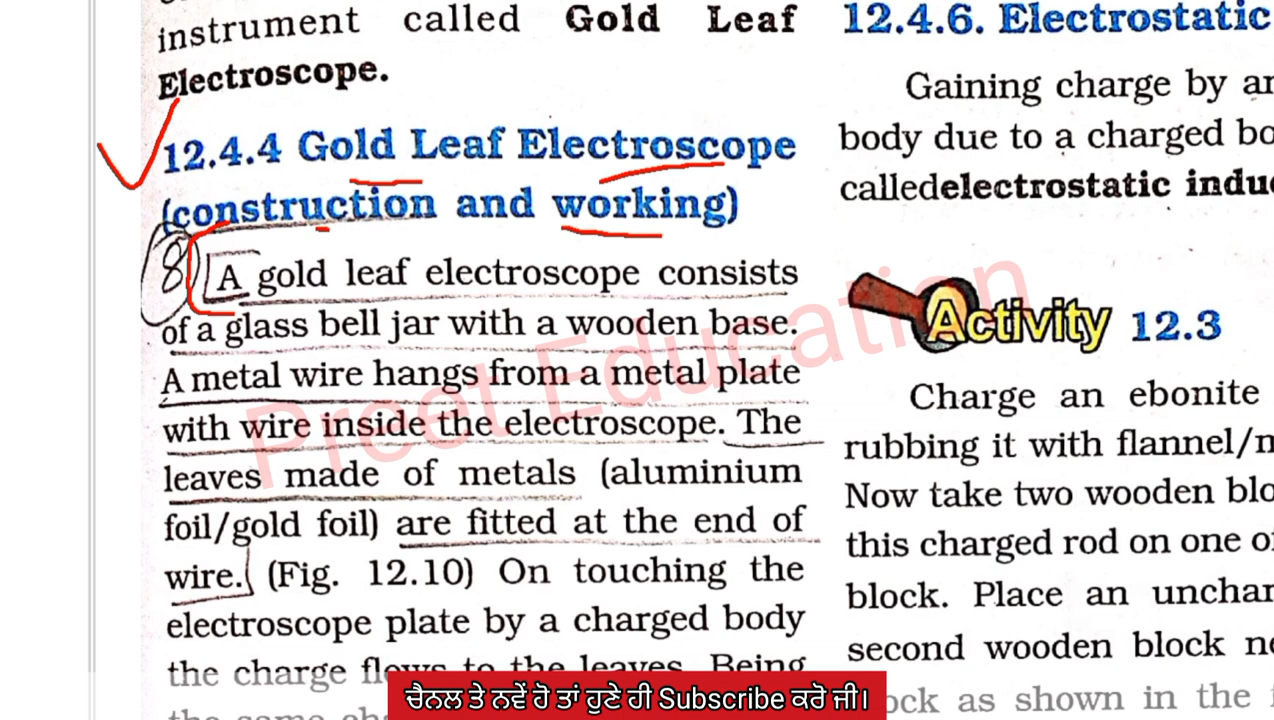 instrument called Gold Leaf
Electroscope.
12.4.4 Gold Leaf Electroscope
(construction and working)
8 A gold leaf electroscope consists
of a glass bell jar with a wooden base.
A metal wire hangs from a metal plate
with wire inside the electroscope. The
leaves made of metals (aluminium
foil/gold foil) are fitted at the end of
wire. (Fig. 12.10) On touching the
electroscope plate by a charged body
the charge flows to the leaves. Being
12.4.6. Electrostatic
Gaining charge by an
body due to a charged bo
calledelectrostatic indu
Activity 12.3
Charge an ebonite
rubbing it with flannel/
Now take two wooden blo
this charged rod on one o
block. Place an unchar
second wooden block ne
ock as shown in the
Preet Education
ਚੈਨਲ ਤੇ ਨਵੇਂ ਹੋ ਤਾਂ ਹੁਣੇ ਹੀ Subscribe ਕਰੋ ਜੀ।